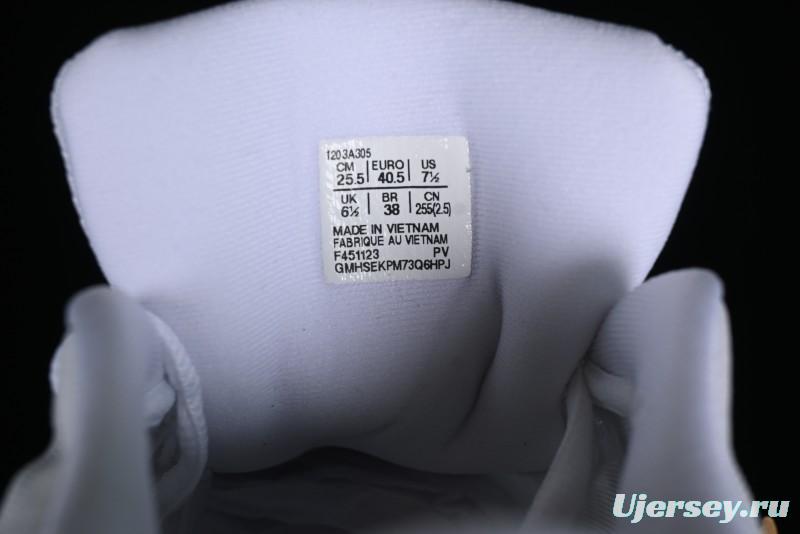 1203A305
CM | EURO | US
25.5 | 40.5 | 7½
UK | BR | CN
6½ | 38 | 255(2.5)
MADE IN VIETNAM
FABRIQUE AU VIETNAM
F451123 PV
GMHSEKPM73Q6HPJ
Ujersey.ru